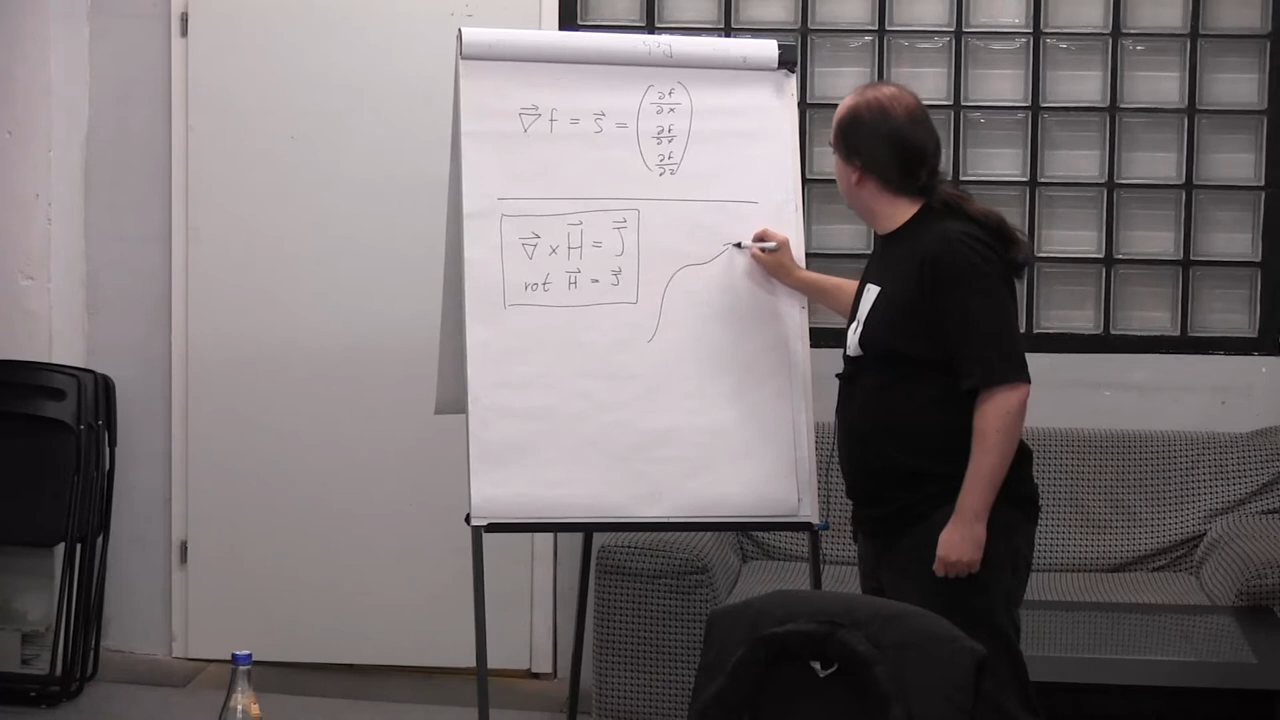 ∇⃗ f = s⃗ = (∂f/∂x ∂f/∂y ∂f/∂z)
∇⃗ × H⃗ = J⃗
rot H⃗ = J⃗